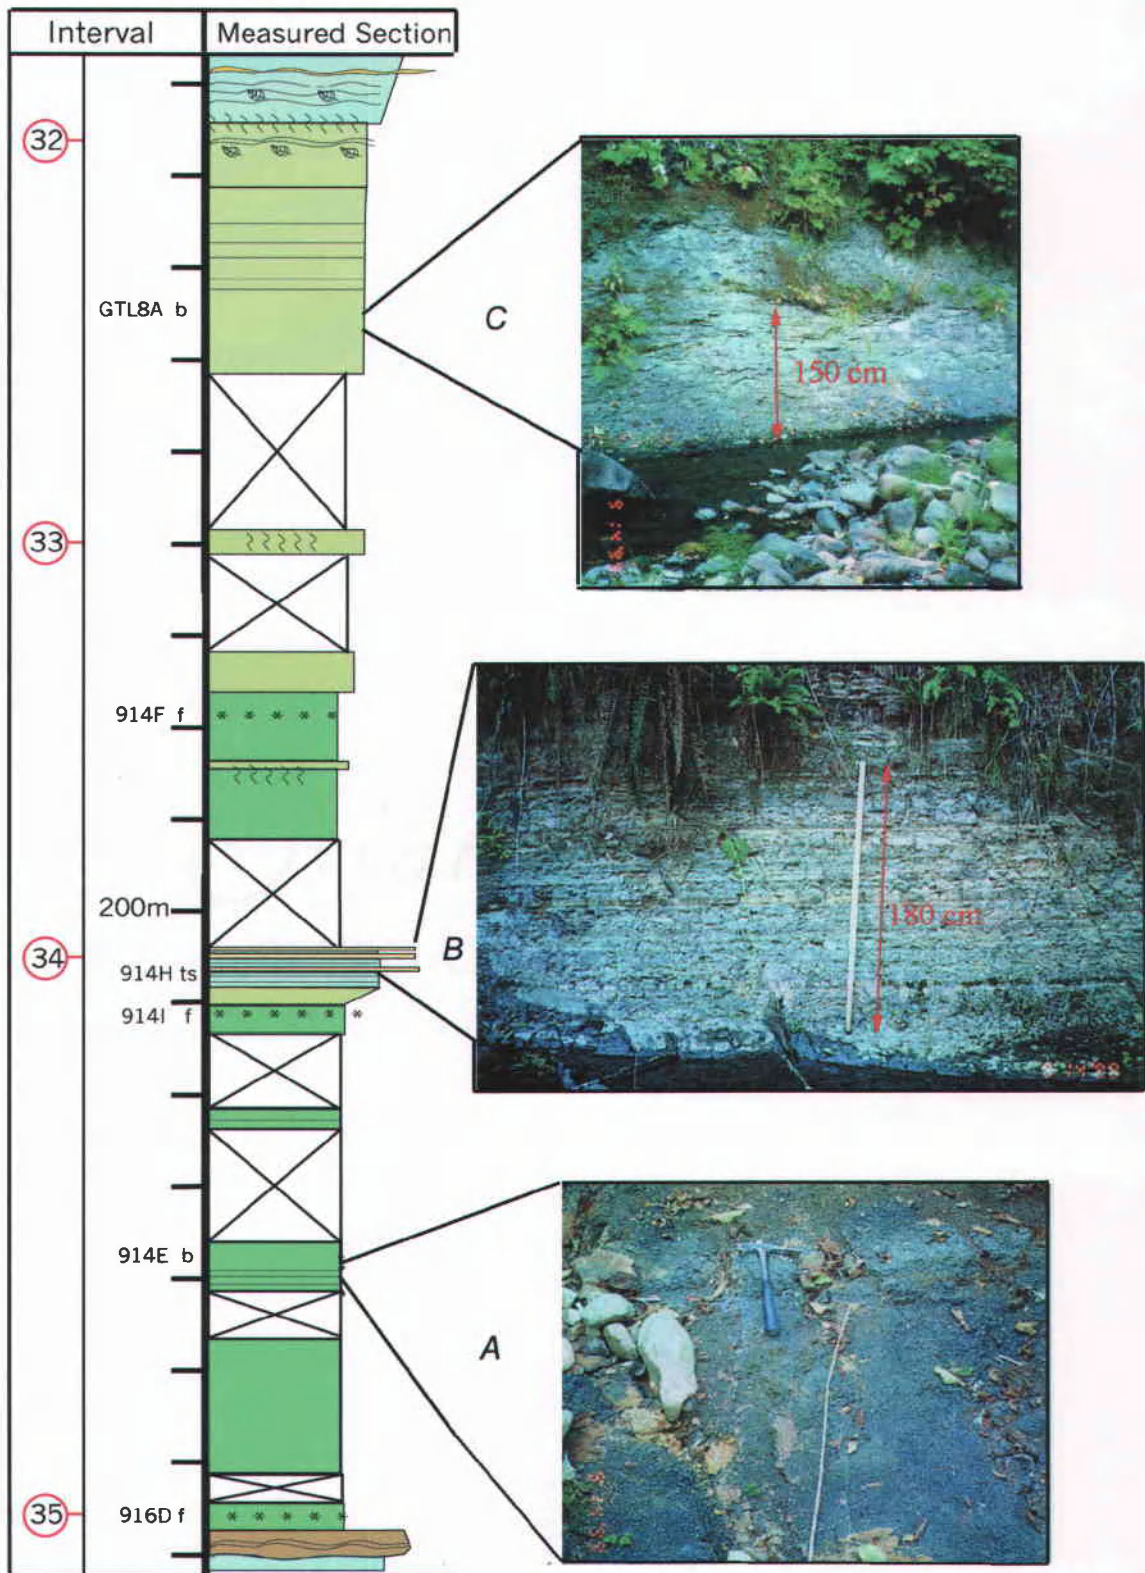 Interval Measured Section
32
GTL8A b
C
150 cm
33
914F f
200m
34
B
180 cm
914H ts
914I f
914E b
A
35
916D f